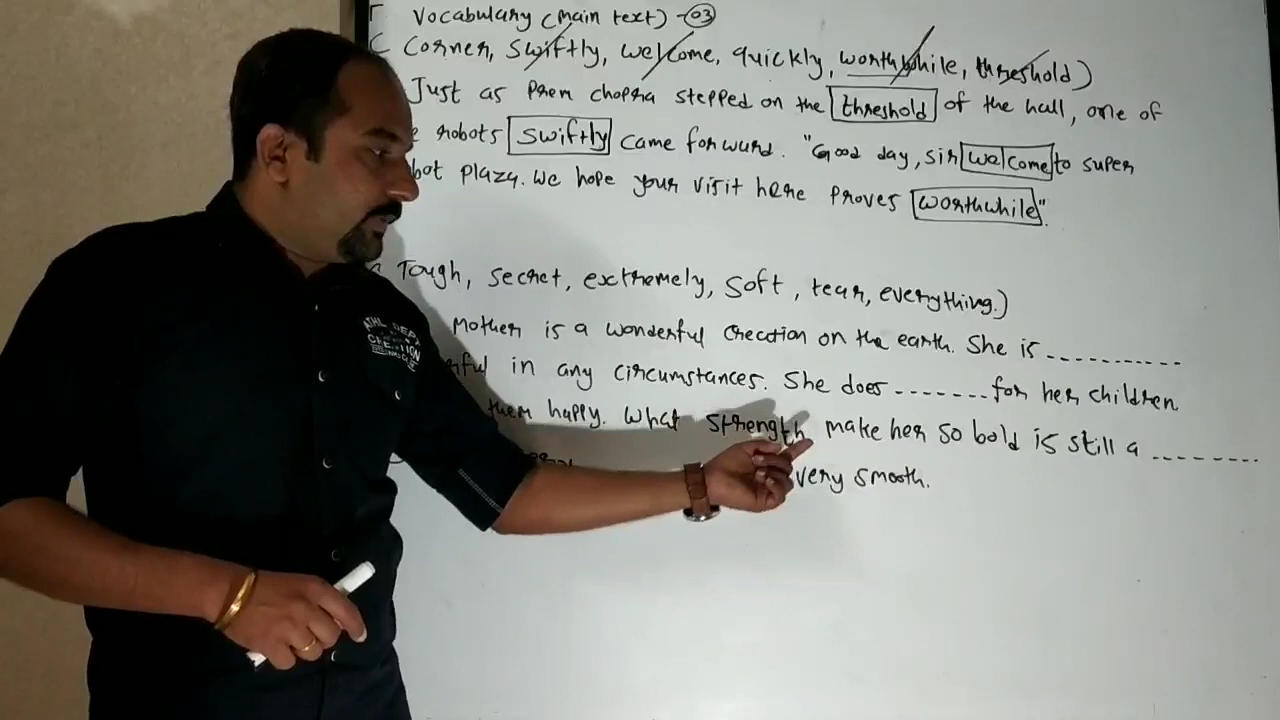 Vocabulary (main text) - 03
( Corner, swiftly, welcome, quickly, worthwhile, threshold)
Just as Prem chopra stepped on the threshold of the hall, one of
robots swiftly came forward. "Good day, sir welcome to super
plaza. We hope your visit here proves worthwhile".
Tough, secret, extremely, soft, tear, everything.)
Mother is a wonderful creation on the earth. She is ...........
in any circumstances. She does ....... for her children
them happy. What strength make her so bold is still a ........
very smooth.